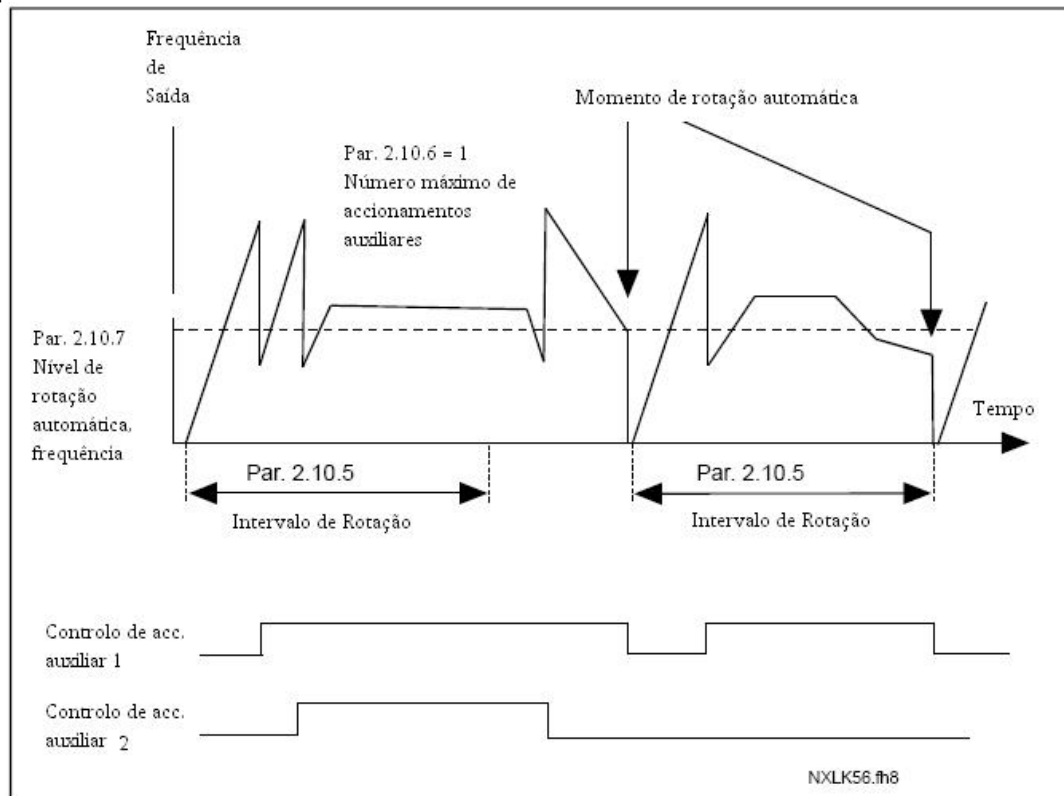 Frequência
de
Saída
Momento de rotação automática
Par. 2.10.6 = 1
Número máximo de
accionamentos
auxiliares
Par. 2.10.7
Nível de
rotação
automática,
frequência
Tempo
Par. 2.10.5
Intervalo de Rotação
Par. 2.10.5
Intervalo de Rotação
Controlo de acc.
auxiliar 1
Controlo de acc.
auxiliar 2
NXLK56.fh8